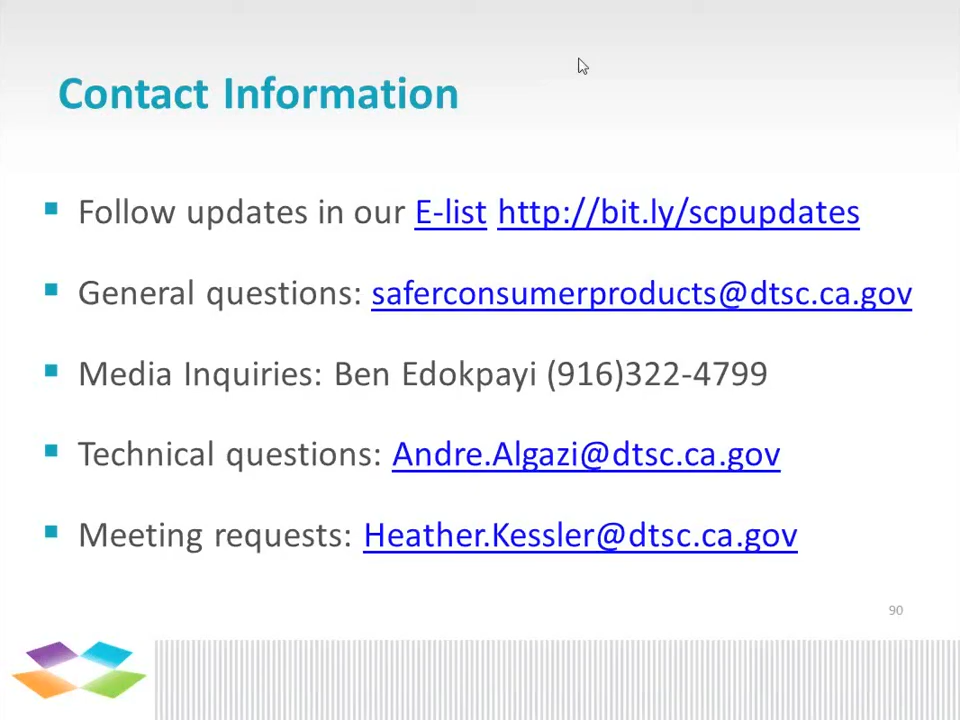 Contact Information
Follow updates in our E-list http://bit.ly/scpupdates
General questions: saferconsumerproducts@dtsc.ca.gov
Media Inquiries: Ben Edokpayi (916)322-4799
Technical questions: Andre.Algazi@dtsc.ca.gov
Meeting requests: Heather.Kessler@dtsc.ca.gov
90